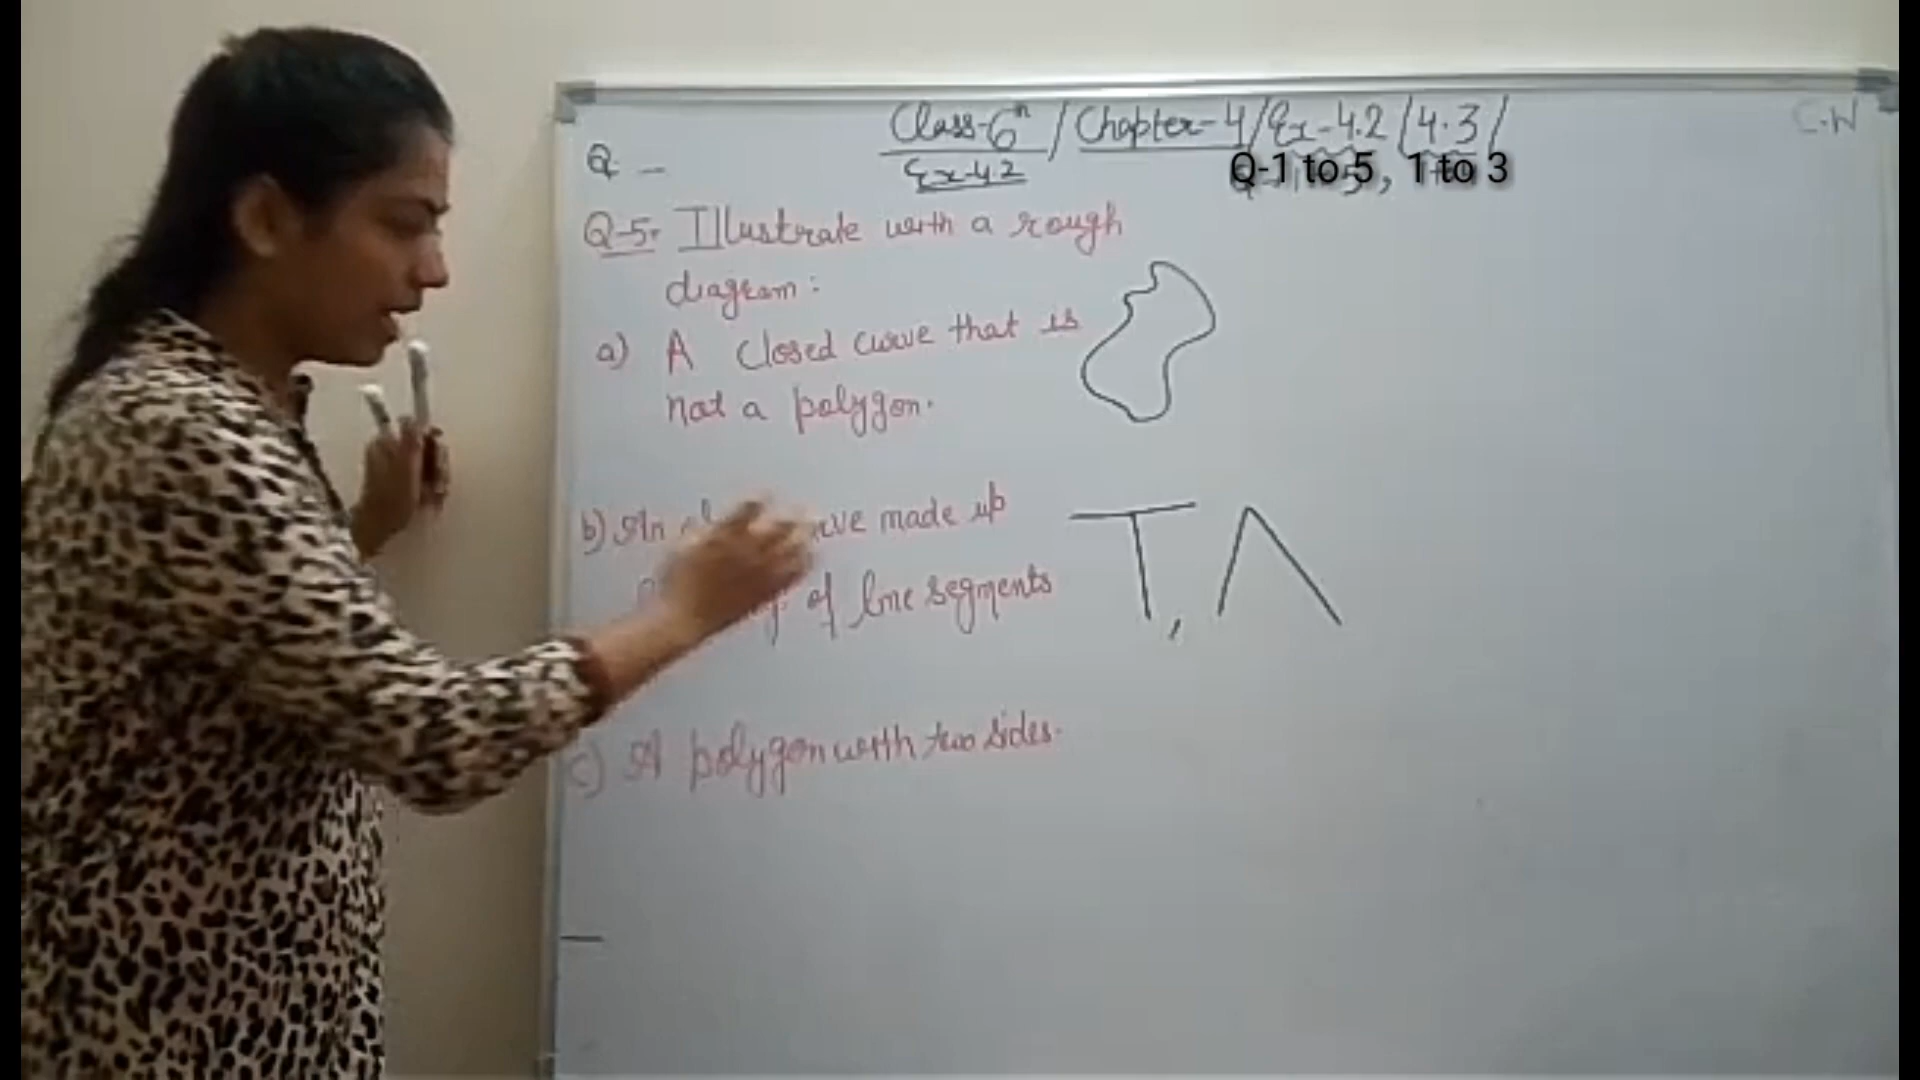 Class-6th / Chapter-4 / Ex-4.2 / 4.3 /
C.W
Q. — Ex-4.2
Q-1 to 5, 1 to 3
Q-5. Illustrate with a rough
diagram:
a) A closed curve that is
not a polygon.
b) An made up
of line segments
c) A polygon with two sides.